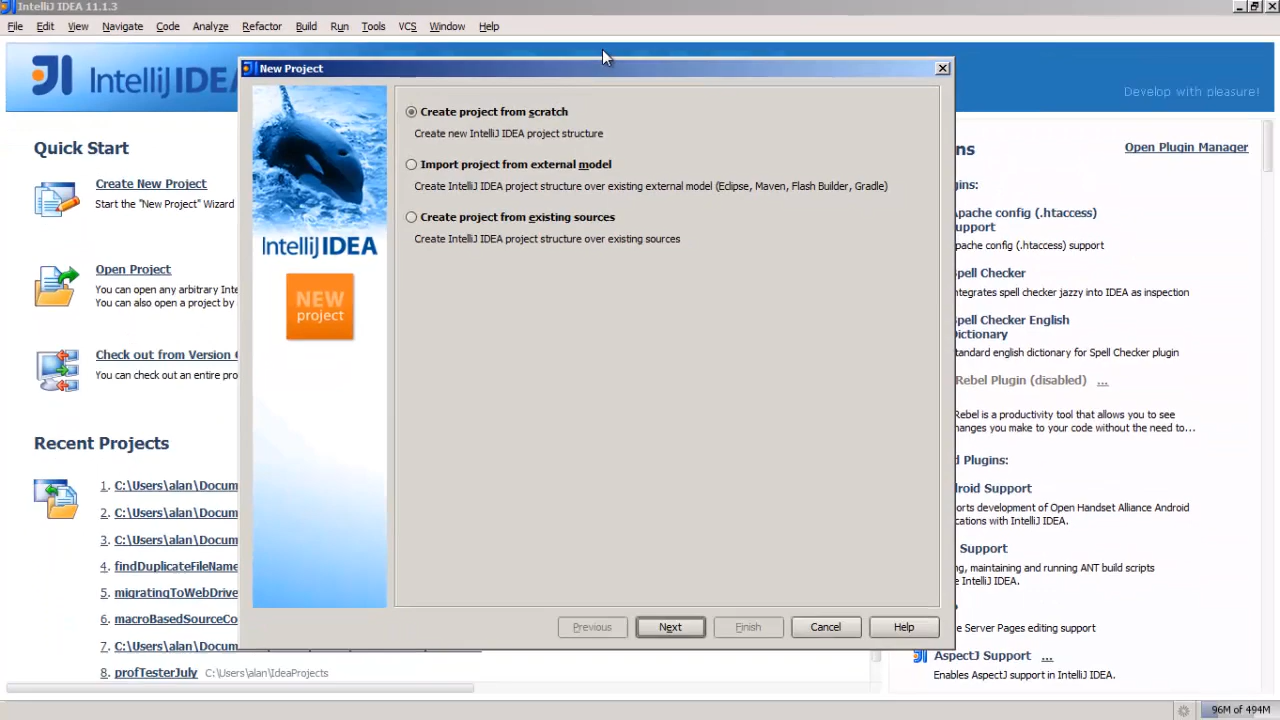 IntelliJ IDEA 11.1.3
File Edit View Navigate Code Analyze Refactor Build Run Tools VCS Window Help
IntelliJIDEA
Develop with pleasure!
New Project
IntelliJIDEA
NEW
project
Create project from scratch
Create new IntelliJ IDEA project structure
Import project from external model
Create IntelliJ IDEA project structure over existing external model (Eclipse, Maven, Flash Builder, Gradle)
Create project from existing sources
Create IntelliJ IDEA project structure over existing sources
Previous Next Finish Cancel Help
Quick Start
Create New Project
Start the "New Project" Wizard
Open Project
You can open any arbitrary Inte
You can also open a project by
Check out from Version
You can check out an entire pro
Recent Projects
1. C:\Users\alan\Docum
2. C:\Users\alan\Docum
3. C:\Users\alan\Docum
4. findDuplicateFileName
5. migratingToWebDrive
6. macroBasedSourceCo
7. C:\Users\alan\Docum
8. profTesterJuly C:\Users\alan\IdeaProjects
ns
Open Plugin Manager
gins:
Apache config (.htaccess)
upport
pache config (.htaccess) support
pell Checker
ntegrates spell checker jazzy into IDEA as inspection
pell Checker English
Dictionary
tandard english dictionary for Spell Checker plugin
Rebel Plugin (disabled) ...
Rebel is a productivity tool that allows you to see
hanges you make to your code without the need to...
d Plugins:
droid Support
orts development of Open Handset Alliance Android
cations with IntelliJ IDEA.
Support
ng, maintaining and running ANT build scripts
e IntelliJ IDEA.
e Server Pages editing support
AspectJ Support ...
Enables AspectJ support in IntelliJ IDEA.
96M of 494M